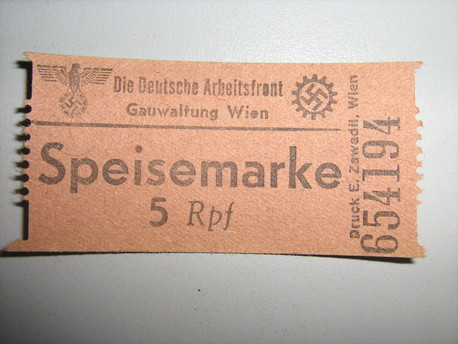 Die Deutsche Arbeitsfront
Gauwaltung Wien
Speisemarke
5 Rpf
Druck E. Zawadil, Wien
654194